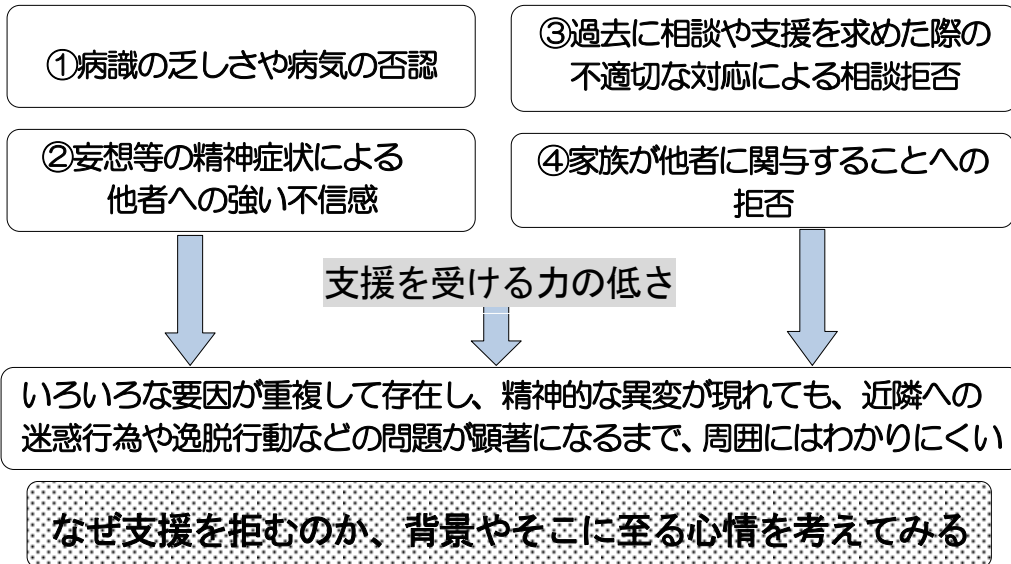 ①病識の乏しさや病気の否認
②妄想等の精神症状による
他者への強い不信感
③過去に相談や支援を求めた際の
不適切な対応による相談拒否
④家族が他者に関与することへの
拒否
支援を受ける力の低さ
いろいろな要因が重複して存在し、精神的な異変が現れても、近隣への
迷惑行為や逸脱行動などの問題が顕著になるまで、周囲にはわかりにくい
なぜ支援を拒むのか、背景やそこに至る心情を考えてみる